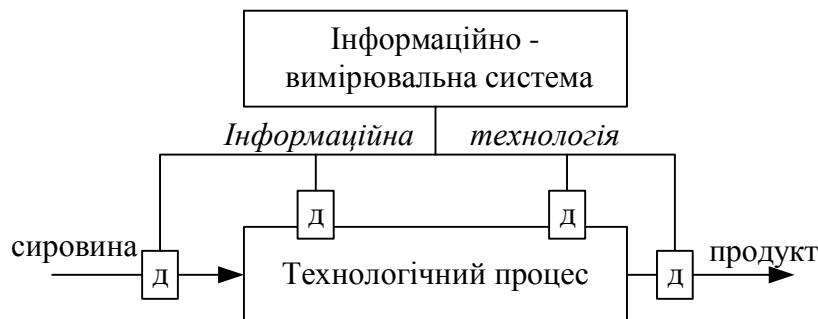 Інформаційно -
вимірювальна система
Інформаційна технологія
д д
сировина д Технологічний процес д продукт